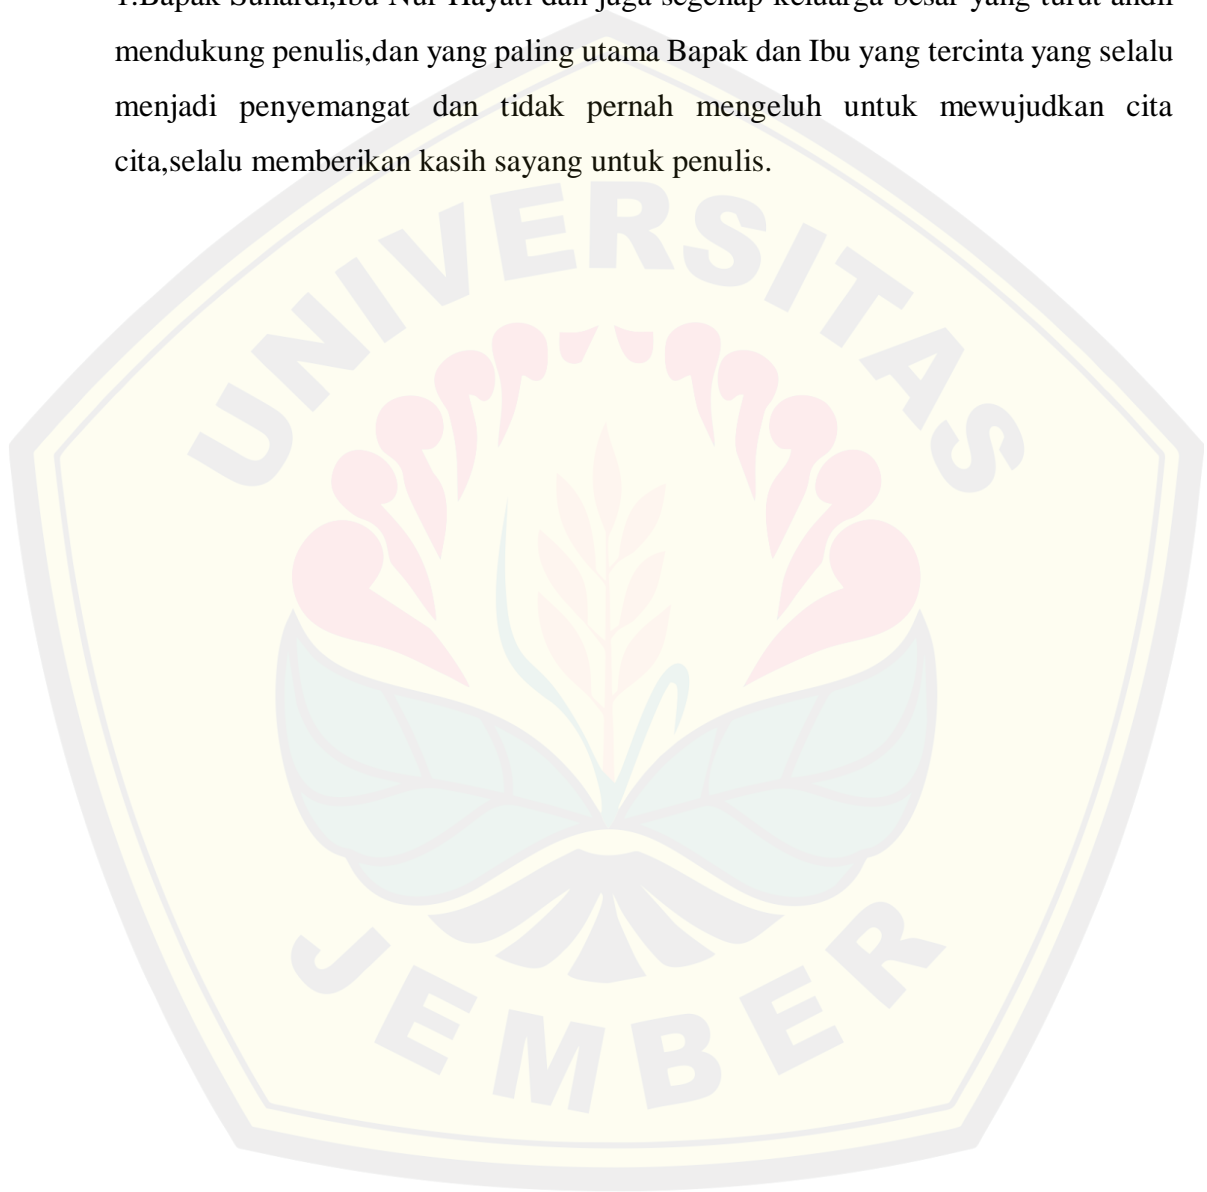 1.Bapak Sunardi,Ibu Nur Hayati dan juga segenap keluarga besar yang turut andil
mendukung penulis,dan yang paling utama Bapak dan Ibu yang tercinta yang selalu
menjadi penyemangat dan tidak pernah mengeluh untuk mewujudkan cita
cita,selalu memberikan kasih sayang untuk penulis.
UNIVERSITAS
JEMBER